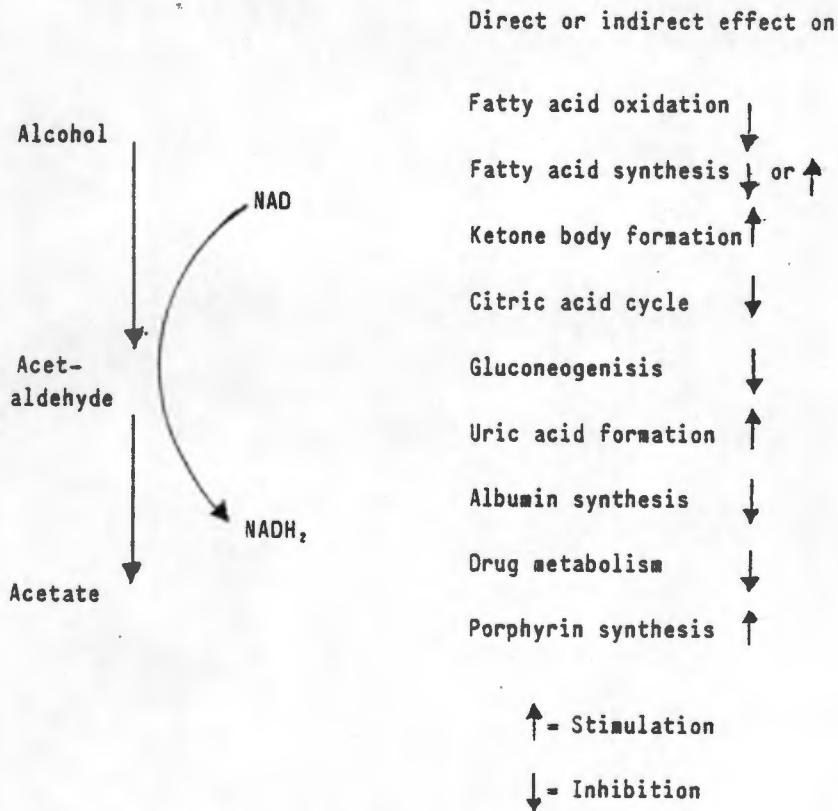 Direct or indirect effect on
Alcohol
NAD
Acet-
aldehyde
NADH₂
Acetate
Fatty acid oxidation ↓
Fatty acid synthesis ↓ or ↑
Ketone body formation ↑
Citric acid cycle ↓
Gluconeogenisis ↓
Uric acid formation ↑
Albumin synthesis ↓
Drug metabolism ↓
Porphyrin synthesis ↑
↑ = Stimulation
↓ = Inhibition